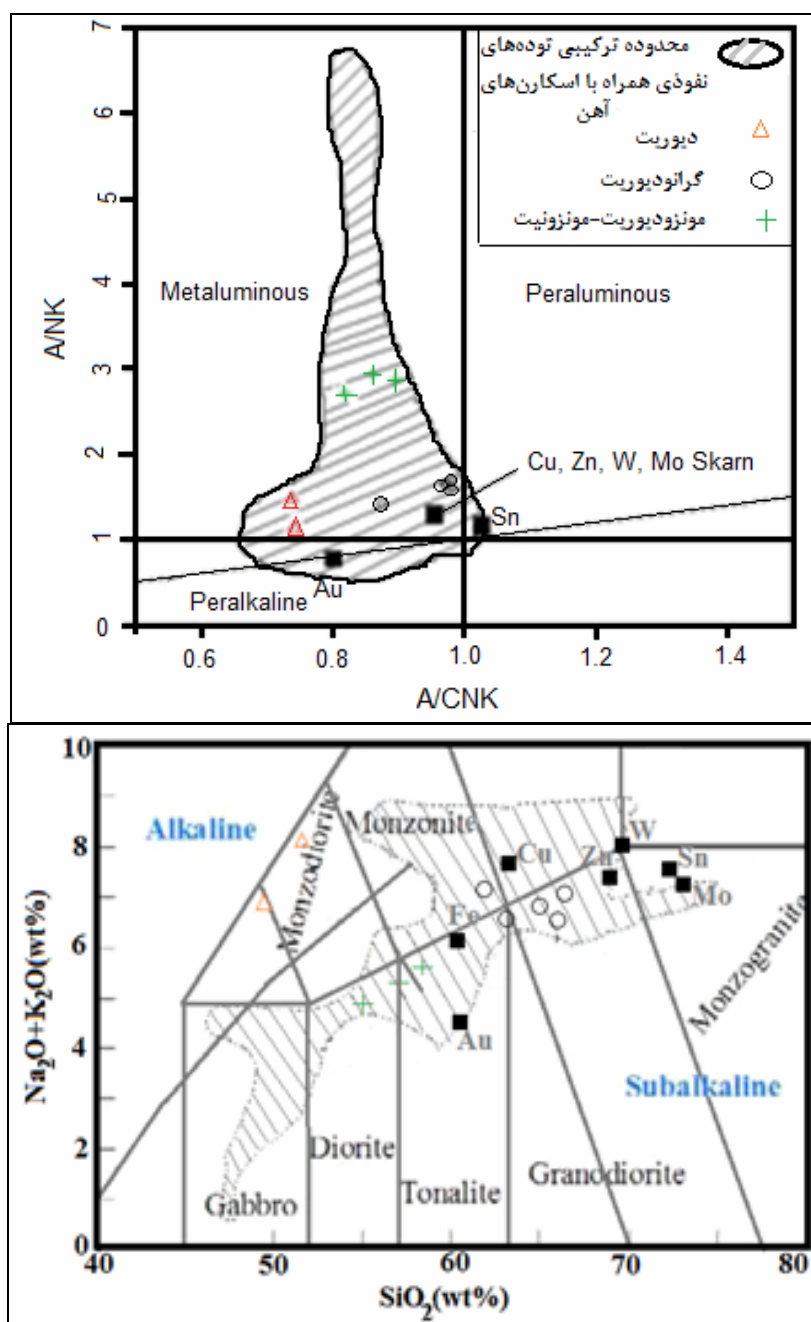 محدوده ترکیبی توده‌های
نفوذی همراه با اسکارن‌های
آهن
دیوریت
گرانودیوریت
مونزودیوریت-مونزونیت
7
6
5
4
3
2
1
0
A/NK
Metaluminous
Peraluminous
Cu, Zn, W, Mo Skarn
Sn
Au
Peralkaline
0.6
0.8
1.0
1.2
1.4
A/CNK
10
8
6
4
2
0
Na2O+K2O(wt%)
Alkaline
Monzodiorite
Monzonite
Cu
Zn
W
Sn
Mo
Fe
Au
Monzogranite
Subalkaline
Gabbro
Diorite
Tonalite
Granodiorite
40
50
60
70
80
SiO2(wt%)